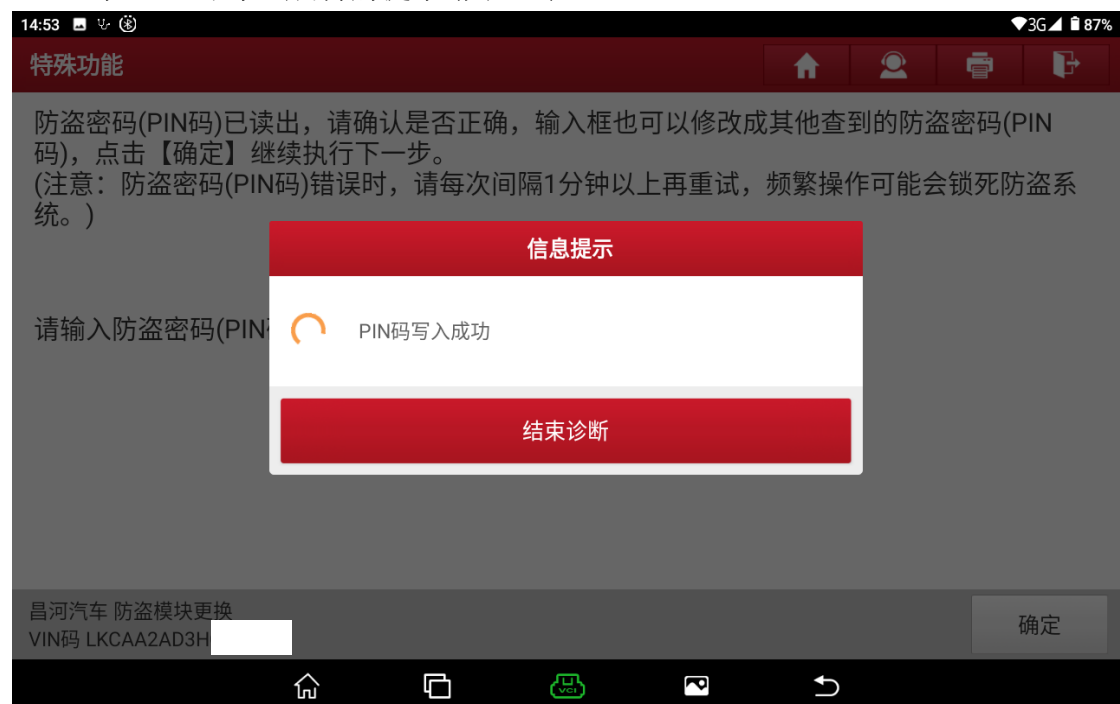 14:53
3G
87%
特殊功能
防盗密码(PIN码)已读出，请确认是否正确，输入框也可以修改成其他查到的防盗密码(PIN
码)，点击【确定】继续执行下一步。
(注意：防盗密码(PIN码)错误时，请每次间隔1分钟以上再重试，频繁操作可能会锁死防盗系
统。)
信息提示
请输入防盗密码(PIN
PIN码写入成功
结束诊断
昌河汽车 防盗模块更换
VIN码 LKCAA2AD3H
确定
VCI